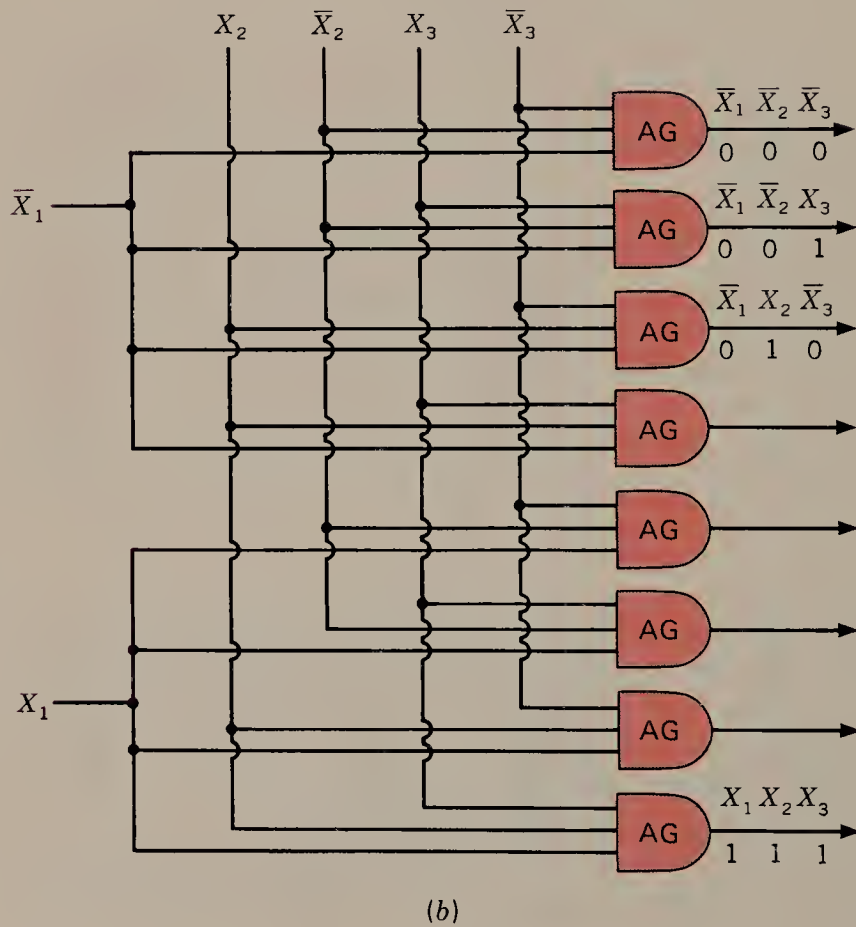 X₂ X̅₂ X₃ X̅₃
AG
X̅₁ X̅₂ X̅₃
0 0 0
X̅₁
AG
X̅₁ X̅₂ X₃
0 0 1
AG
X̅₁ X₂ X̅₃
0 1 0
AG
AG
AG
X₁
AG
AG
X₁ X₂ X₃
1 1 1
(b)